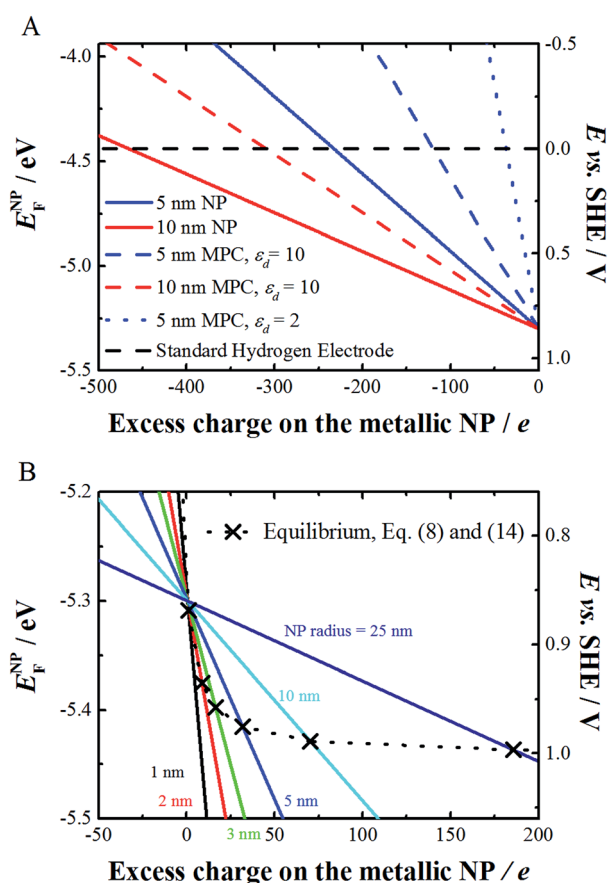 A
-4.0
-4.5
-5.0
-5.5
E_F^NP / eV
-0.5
0.0
0.5
1.0
E vs. SHE / V
5 nm NP
10 nm NP
5 nm MPC, ε_d = 10
10 nm MPC, ε_d = 10
5 nm MPC, ε_d = 2
Standard Hydrogen Electrode
-500 -400 -300 -200 -100 0
Excess charge on the metallic NP / e
B
-5.2
-5.3
-5.4
-5.5
E_F^NP / eV
0.8
0.9
1.0
E vs. SHE / V
Equilibrium, Eq. (8) and (14)
NP radius = 25 nm
10 nm
1 nm
2 nm
5 nm
3 nm
-50 0 50 100 150 200
Excess charge on the metallic NP / e